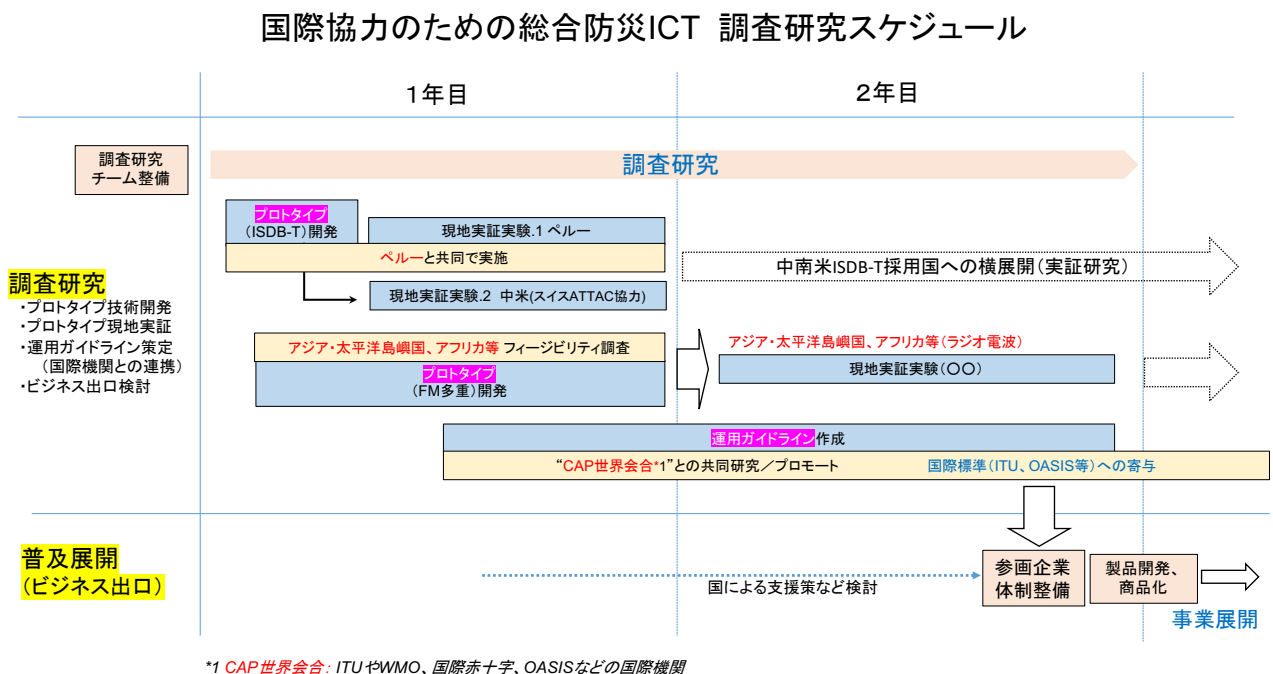 国際協力のための総合防災ICT 調査研究スケジュール
1年目
2年目
調査研究
チーム整備
調査研究
プロトタイプ
(ISDB-T)開発
現地実証実験.1 ペルー
ペルーと共同で実施
現地実証実験.2 中米(スイスATTAC協力)
中南米ISDB-T採用国への横展開(実証研究)
調査研究
・プロトタイプ技術開発
・プロトタイプ現地実証
・運用ガイドライン策定
(国際機関との連携)
・ビジネス出口検討
アジア・太平洋島嶼国、アフリカ等 フィージビリティ調査
プロトタイプ
(FM多重)開発
アジア・太平洋島嶼国、アフリカ等(ラジオ電波)
現地実証実験(〇〇)
運用ガイドライン作成
“CAP世界会合*1”との共同研究/プロモート 国際標準(ITU、OASIS等)への寄与
普及展開
(ビジネス出口)
国による支援策など検討
参画企業
体制整備
製品開発、
商品化
事業展開
*1 CAP世界会合: ITUやWMO、国際赤十字、OASISなどの国際機関